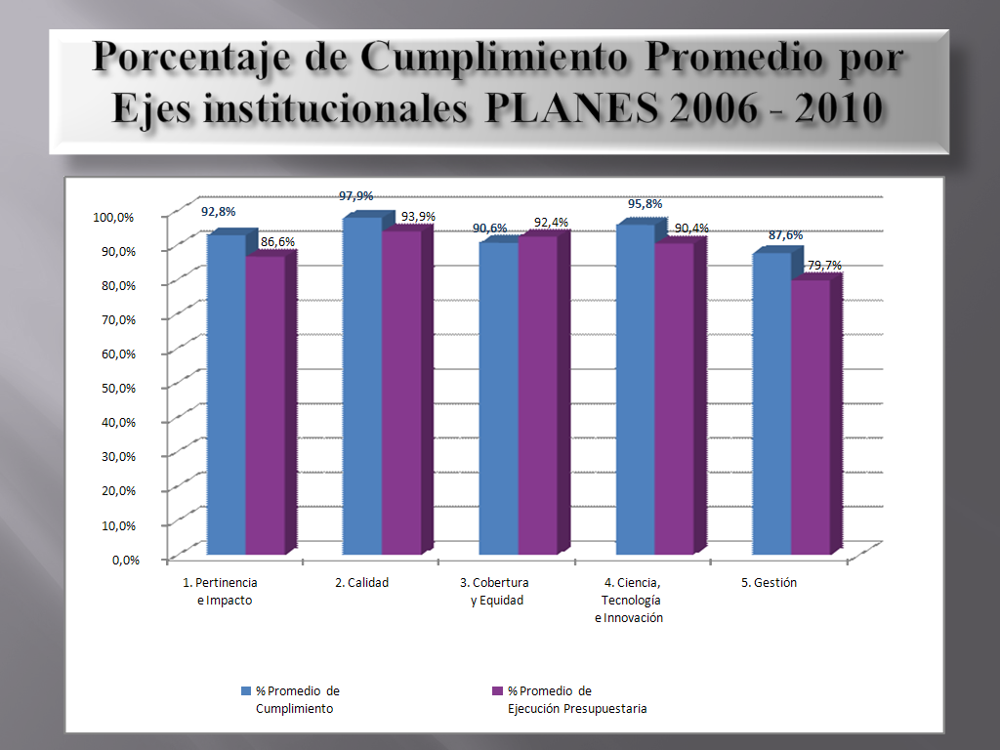 Porcentaje de Cumplimiento Promedio por
Ejes institucionales PLANES 2006 - 2010
97,9%
95,8%
92,8%
93,9%
92,4%
90,6%
90,4%
87,6%
86,6%
79,7%
100,0%
90,0%
80,0%
70,0%
60,0%
50,0%
40,0%
30,0%
20,0%
10,0%
0,0%
1. Pertinencia
e Impacto
2. Calidad
3. Cobertura
y Equidad
4. Ciencia,
Tecnología
e Innovación
5. Gestión
% Promedio de
Cumplimiento
% Promedio de
Ejecución Presupuestaria